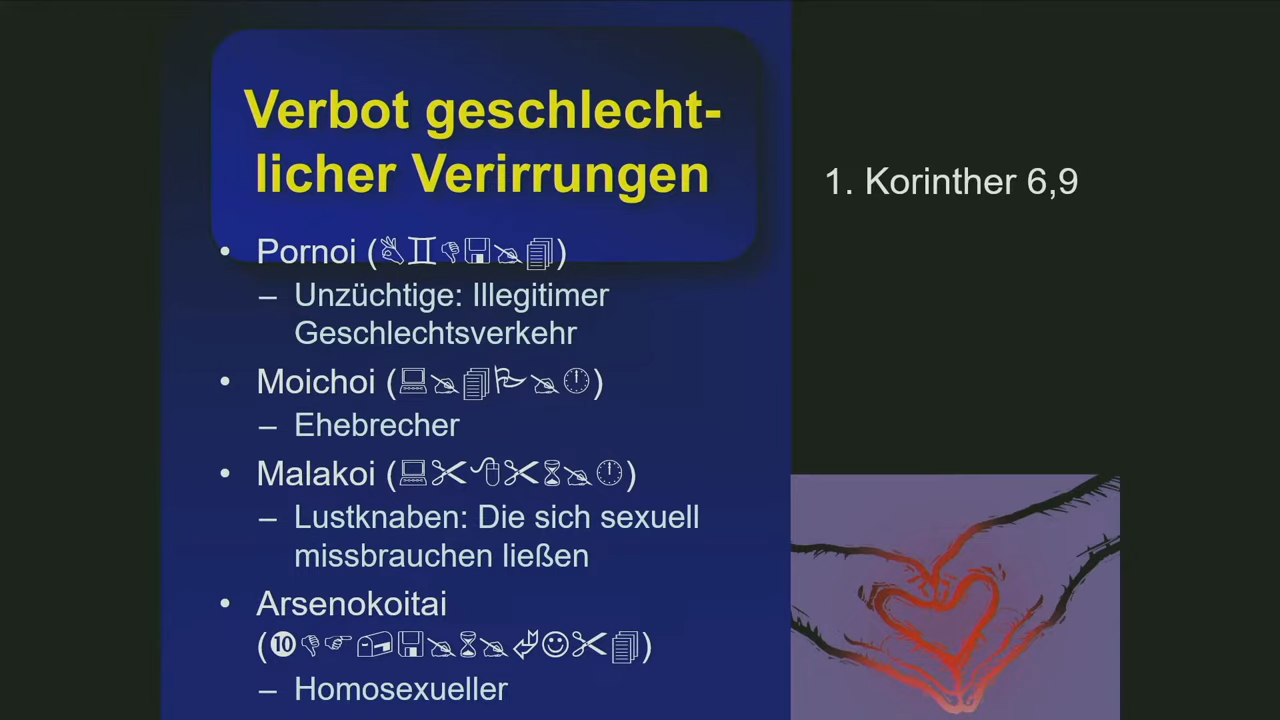 Verbot geschlecht-
licher Verirrungen
1. Korinther 6,9
• Pornoi (✌♊👎💾✍🗐)
– Unzüchtige: Illegitimer
Geschlechtsverkehr
• Moichoi (💻✍🗐🏱✍🕛)
– Ehebrecher
• Malakoi (💻✂🖰✂⌛✍🕛)
– Lustknaben: Die sich sexuell
missbrauchen ließen
• Arsenokoitai
(❿👎☞📪💾✍⌛✍☺✂🗐)
– Homosexueller